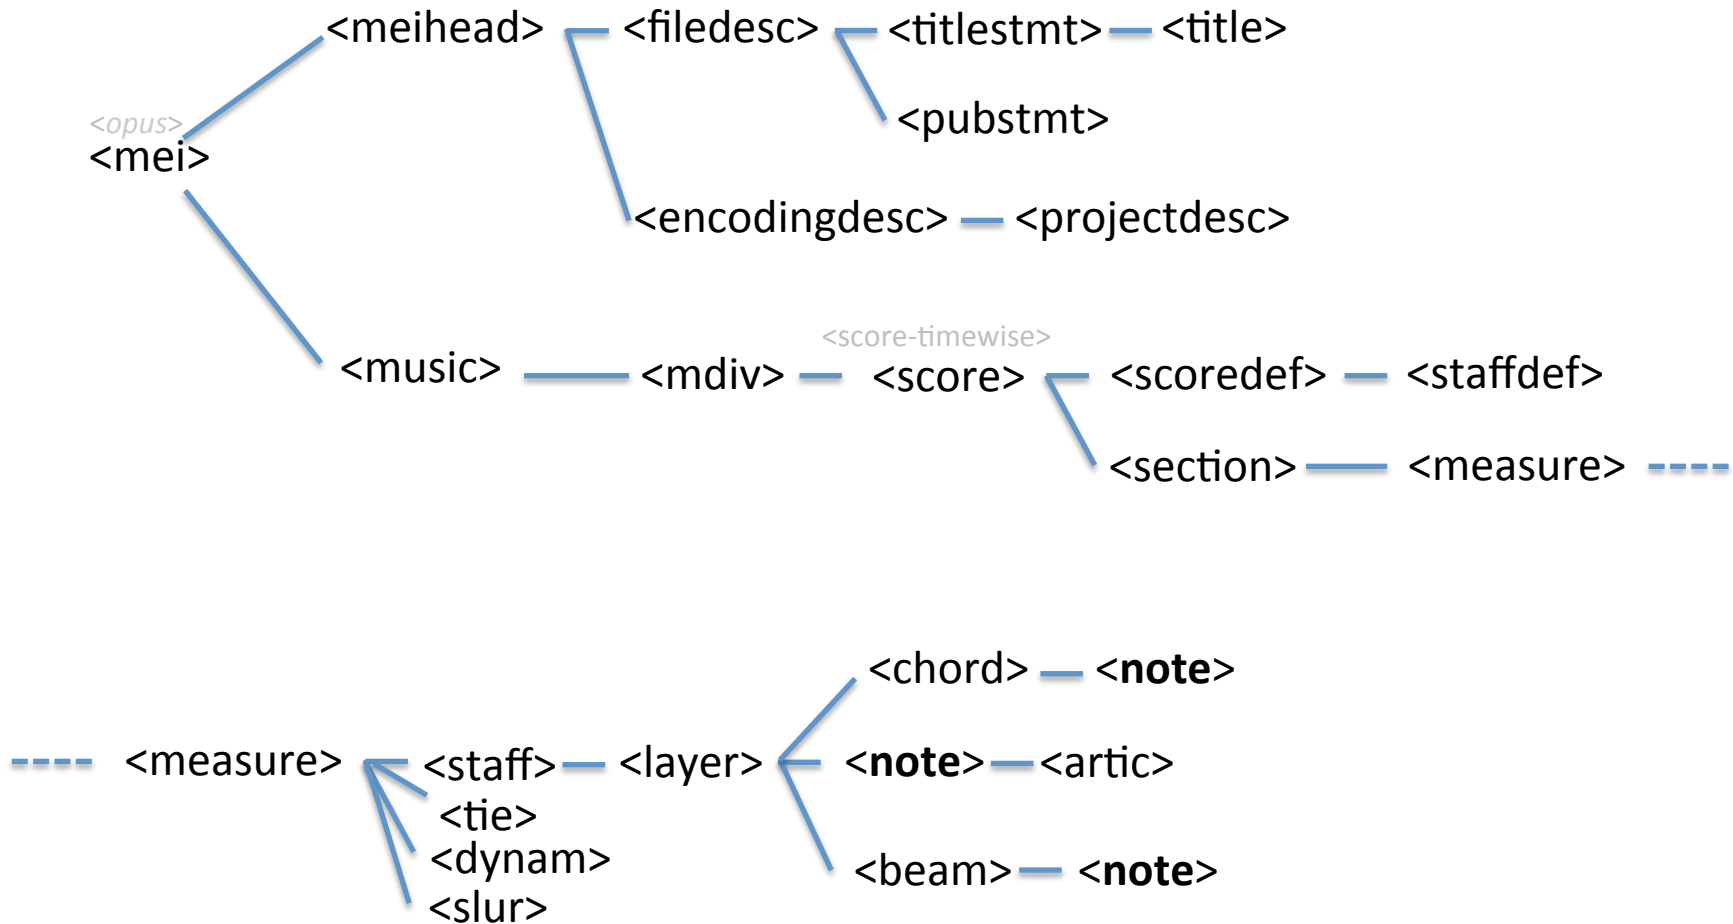 <meihead> <filedesc> <titlestmt> <title>
<opus>
<pubstmt>
<mei>
<encodingdesc> <projectdesc>
<score-timewise>
<music> <mdiv> <score> <scoredef> <staffdef>
<section> <measure>
<chord> <note>
<measure> <staff> <layer> <note> <artic>
<tie>
<dynam>
<beam> <note>
<slur>